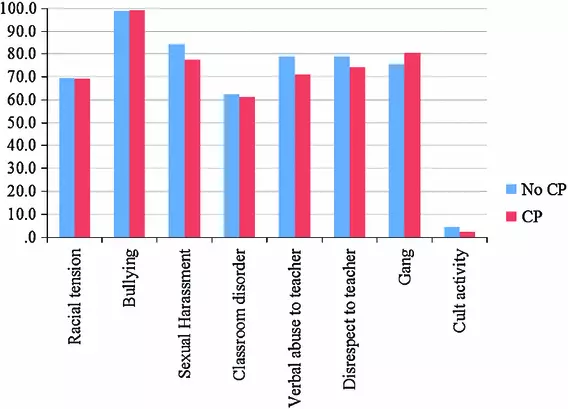 100.0
90.0
80.0
70.0
60.0
50.0
40.0
30.0
20.0
10.0
.0
Racial tension
Bullying
Sexual Harassment
Classroom disorder
Verbal abuse to teacher
Disrespect to teacher
Gang
Cult activity
No CP
CP